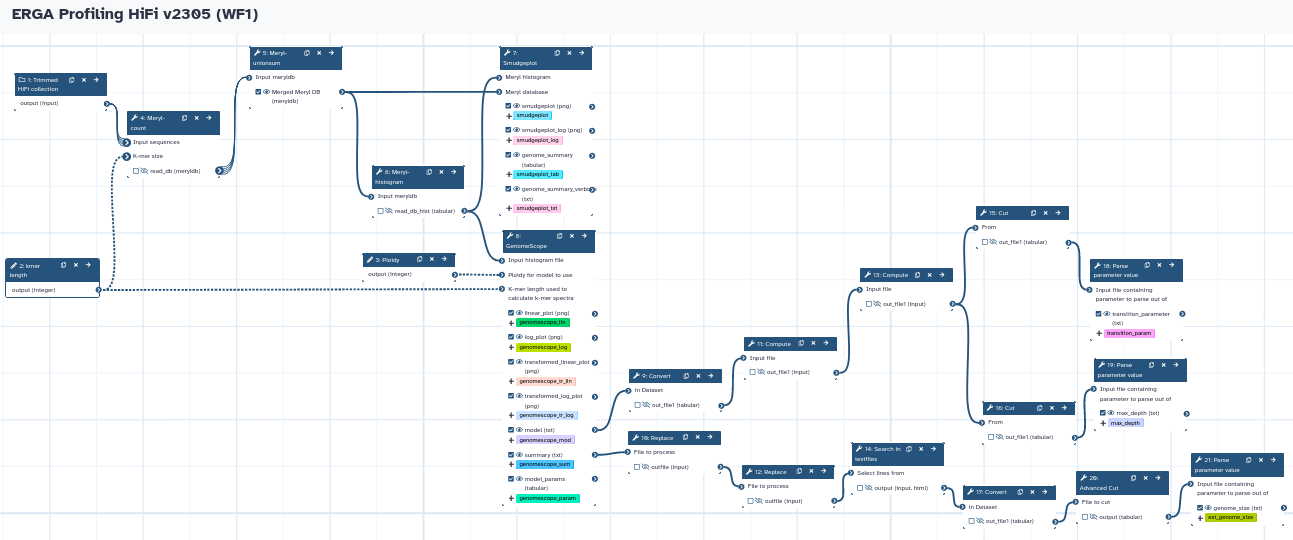 ERGA Profiling HiFi v2305 (WF1)
1: Trimmed
HiFi collection
output (input)
2: kmer
length
output (integer)
4: Meryl-
count
Input sequences
K-mer size
read_db (meryldb)
5: Meryl-
unionsum
Input meryldb
Merged Meryl DB
(meryldb)
6: Meryl-
histogram
Input meryldb
read_db_hist (tabular)
3: Ploidy
output (integer)
7:
Smudgeplot
Meryl histogram
Meryl database
smudgeplot (png)
smudgeplot
smudgeplot_log (png)
smudgeplot_log
genome_summary
(tabular)
smudgeplot_tab
genome_summary_verbose
(txt)
smudgeplot_txt
8:
GenomeScope
Input histogram file
Ploidy for model to use
K-mer length used to
calculate k-mer spectra
linear_plot (png)
genomescope_lin
log_plot (png)
genomescope_log
transformed_linear_plot
(png)
genomescope_tr_lin
transformed_log_plot
(png)
genomescope_tr_log
model (txt)
genomescope_mod
summary (txt)
genomescope_sum
model_params
(tabular)
genomescope_param
9: Convert
in Dataset
out_file1 (tabular)
10: Replace
File to process
outfile (input)
11: Compute
Input file
out_file1 (input)
12: Replace
File to process
outfile (input)
13: Compute
Input file
out_file1 (input)
14: Search in
textfiles
Select lines from
output (input, html)
15: Cut
From
out_file1 (tabular)
16: Cut
From
out_file1 (tabular)
17: Convert
in Dataset
out_file1 (tabular)
18: Parse
parameter value
Input file containing
parameter to parse out of
transition_parameter
(txt)
transition_param
19: Parse
parameter value
Input file containing
parameter to parse out of
max_depth (txt)
max_depth
20:
Advanced Cut
File to cut
output (tabular)
21: Parse
parameter value
Input file containing
parameter to parse out of
genome_size (txt)
est_genome_size